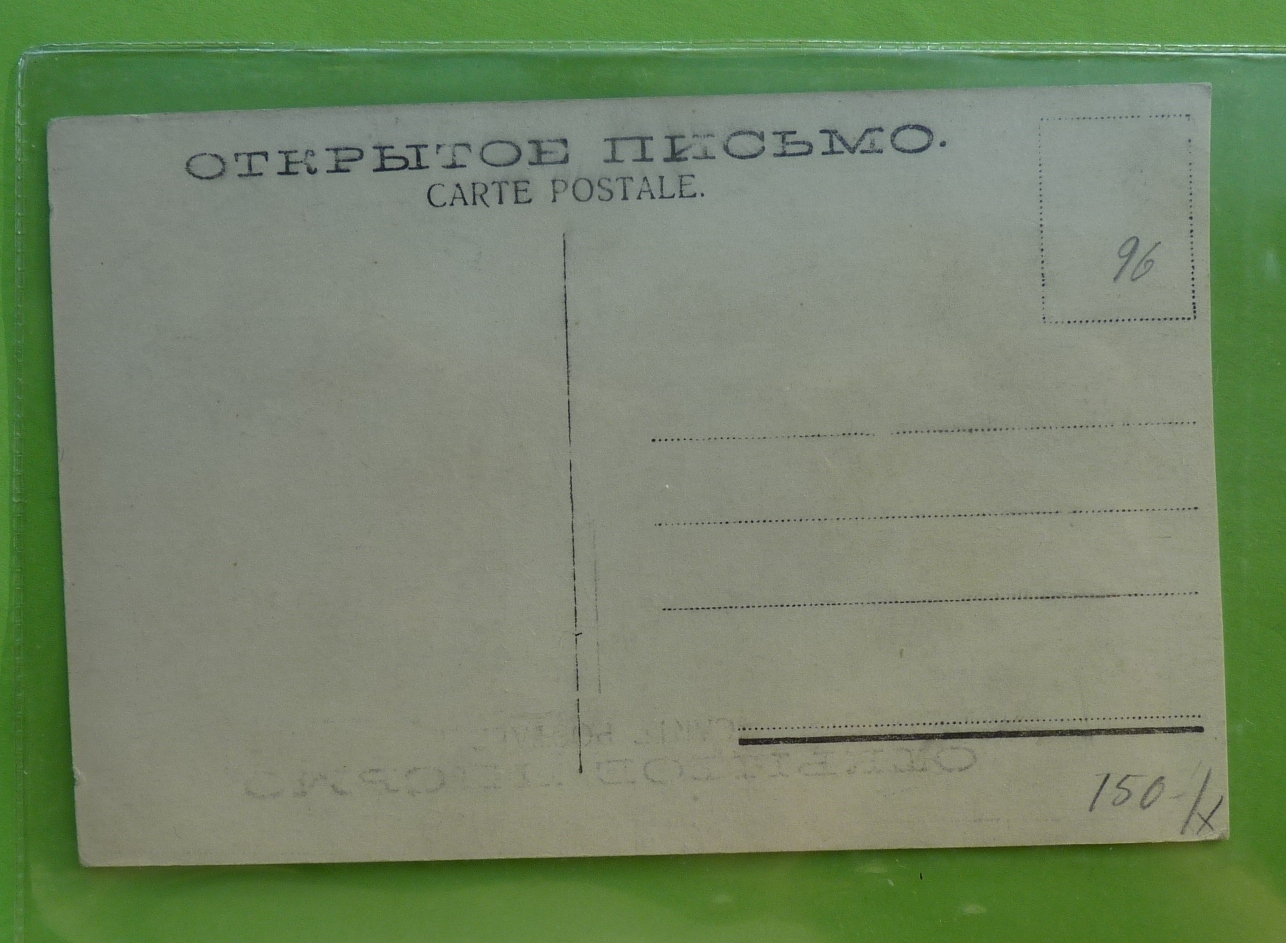 ОТКРЫТОЕ ПИСЬМО.
CARTE POSTALE.
96
150-/x